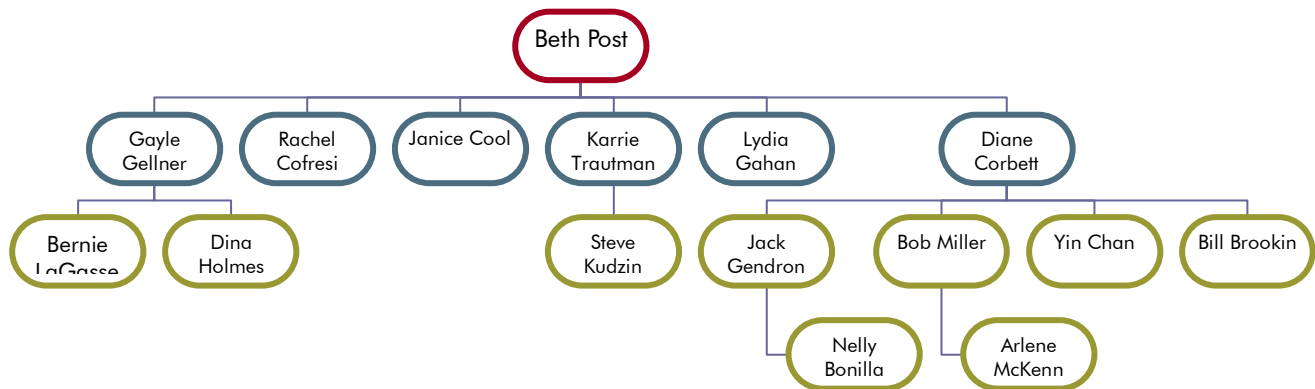 Beth Post
Gayle
Gellner
Rachel
Cofresi
Janice Cool
Karrie
Trautman
Lydia
Gahan
Diane
Corbett
Bernie
LaGasse
Dina
Holmes
Steve
Kudzin
Jack
Gendron
Bob Miller
Yin Chan
Bill Brookin
Nelly
Bonilla
Arlene
McKenn